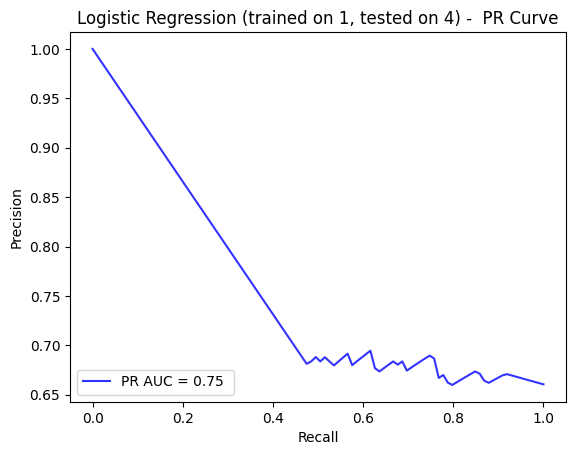 Logistic Regression (trained on 1, tested on 4) -  PR Curve
1.00
0.95
0.90
0.85
0.80
0.75
0.70
0.65
Precision
PR AUC = 0.75
0.0 0.2 0.4 0.6 0.8 1.0
Recall